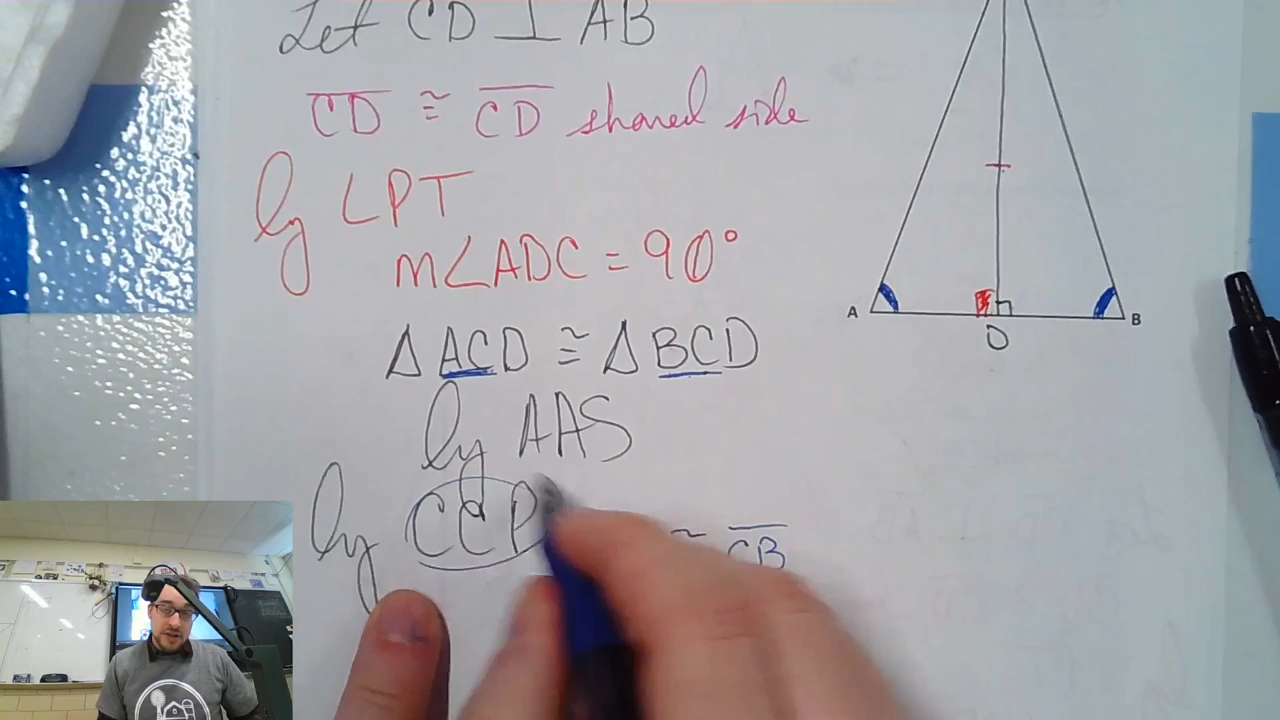 Let CD ⊥ AB
CD ≅ CD shared side
by LPT
m∠ADC = 90°
△ACD ≅ △BCD
by AAS
by CCP ≅ CB
A
D
B